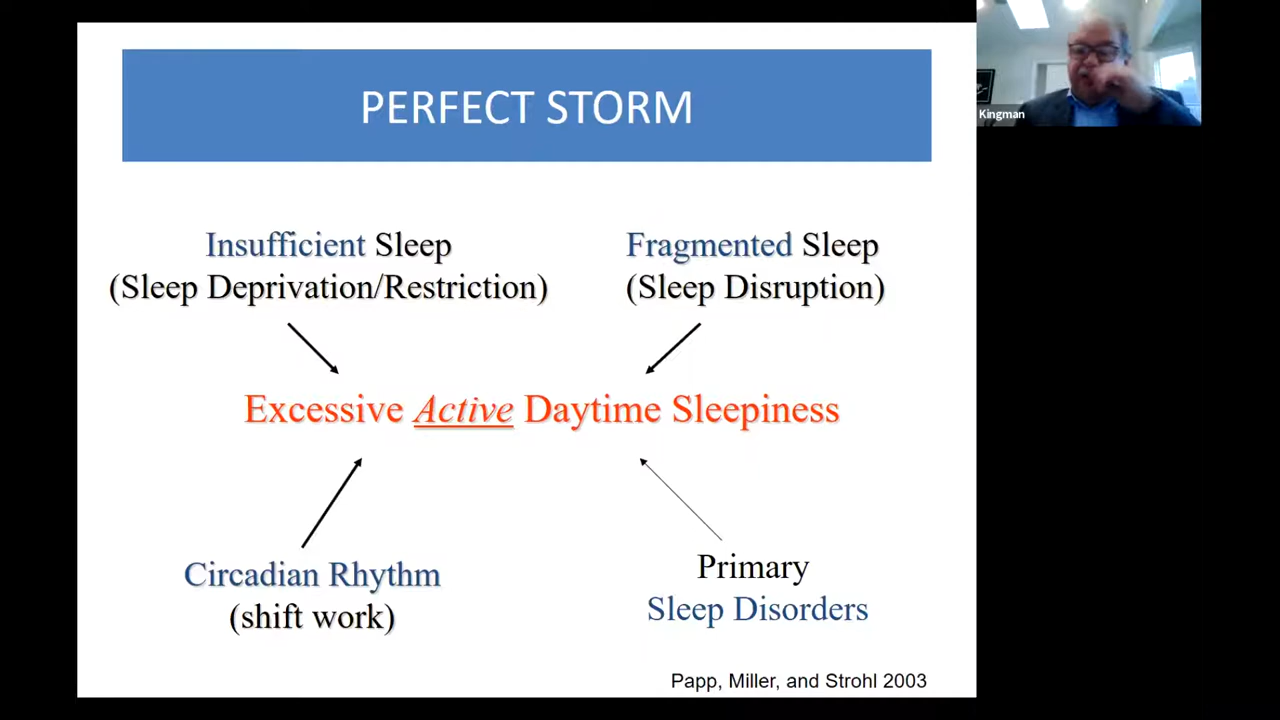 PERFECT STORM
Kingman
Insufficient Sleep
(Sleep Deprivation/Restriction)
Fragmented Sleep
(Sleep Disruption)
Excessive Active Daytime Sleepiness
Circadian Rhythm
(shift work)
Primary
Sleep Disorders
Papp, Miller, and Strohl 2003